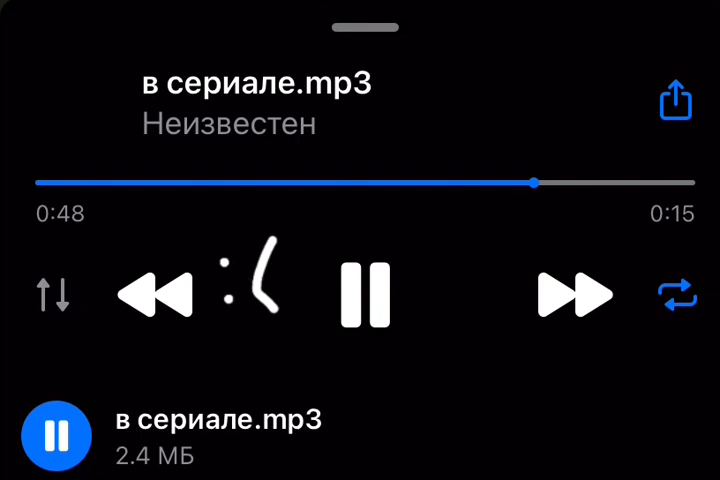 в сериале.mp3
Неизвестен
0:48
0:15
:(
в сериале.mp3
2.4 МБ